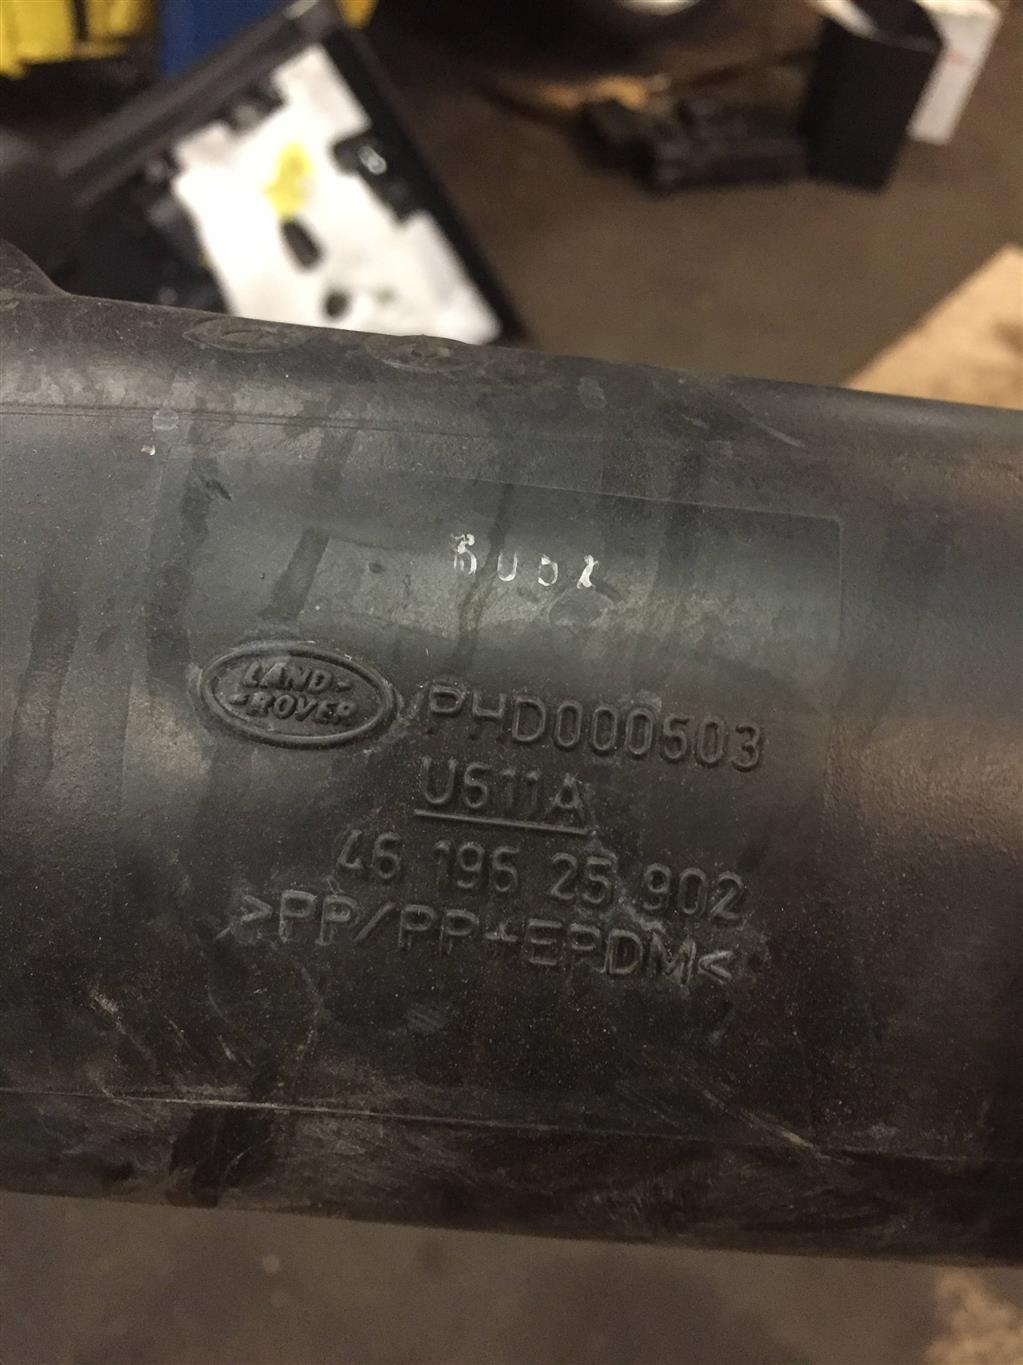 LAND-
-ROVER
PHD000503
U611A
46 196 25 902
>PP/PP+EPDM<